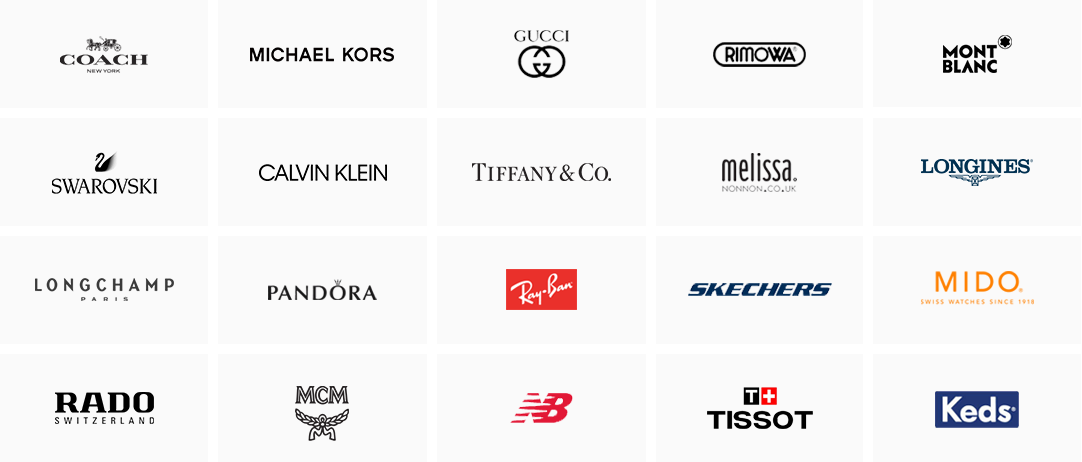 COACH
NEW YORK
MICHAEL KORS
GUCCI
RIMOWA®
MONT
BLANC
SWAROVSKI
CALVIN KLEIN
TIFFANY & CO.
melissa®
NONNON.CO.UK
LONGINES®
LONGCHAMP
PARIS
PANDORA
Ray-Ban
SKECHERS
MIDO®
SWISS WATCHES SINCE 1918
RADO
SWITZERLAND
MCM
NB
T+
TISSOT
Keds®